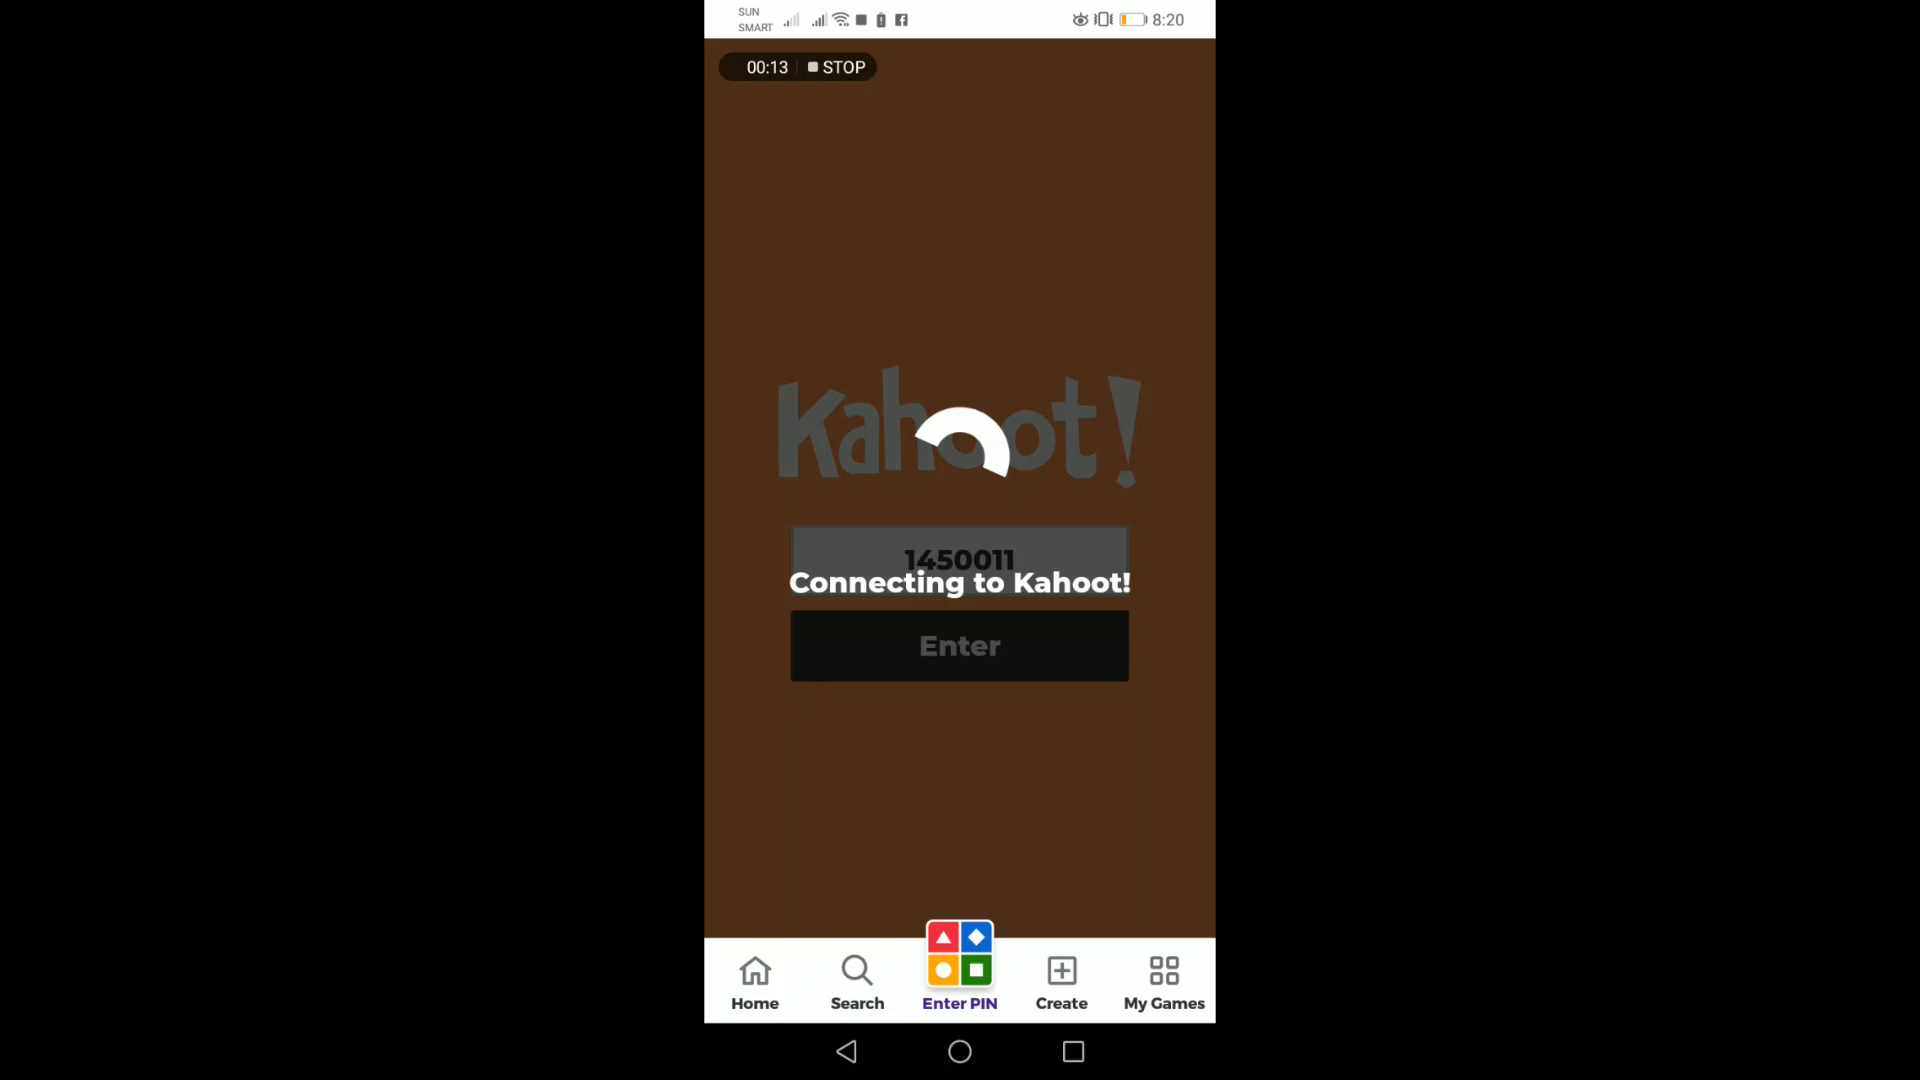 SUN
SMART
8:20
00:13 STOP
Kahoot!
1450011
Connecting to Kahoot!
Enter
Home Search Enter PIN Create My Games